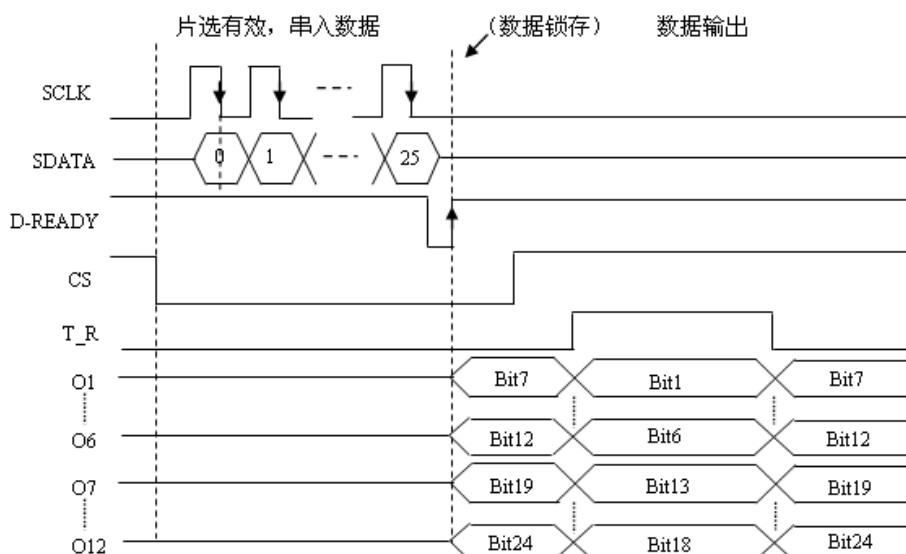 片选有效，串入数据 （数据锁存） 数据输出
SCLK
SDATA 0 1 25
D-READY
CS
T_R
O1 Bit7 Bit1 Bit7
O6 Bit12 Bit6 Bit12
O7 Bit19 Bit13 Bit19
O12 Bit24 Bit18 Bit24